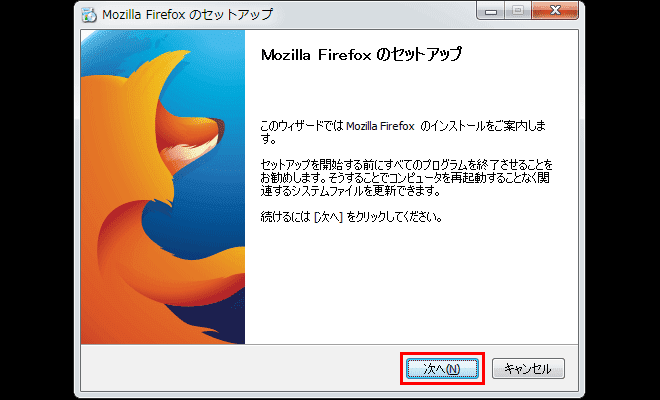 Mozilla Firefox のセットアップ
Mozilla Firefox のセットアップ
このウィザードでは Mozilla Firefox のインストールをご案内しま
す。
セットアップを開始する前にすべてのプログラムを終了させることを
お勧めします。そうすることでコンピュータを再起動することなく関
連するシステムファイルを更新できます。
続けるには [次へ] をクリックしてください。
次へ(N)
キャンセル